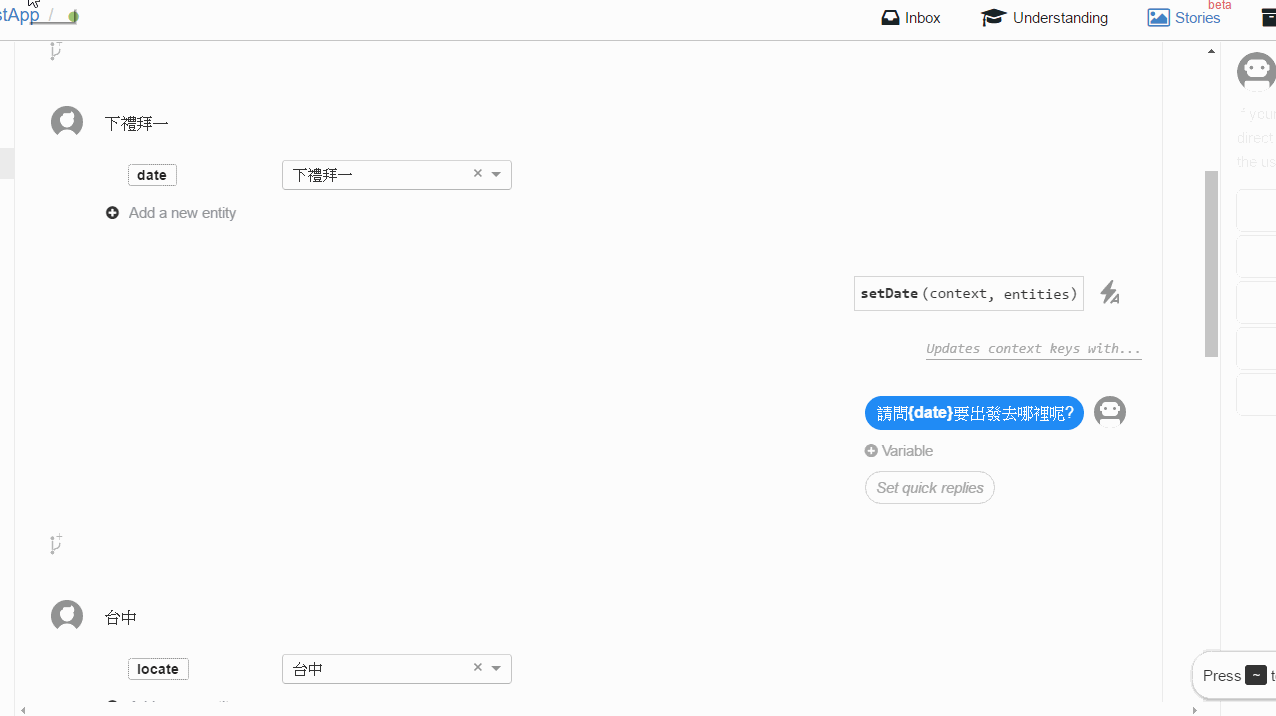 stApp /
Inbox
Understanding
Stories
beta
下禮拜一
date
下禮拜一
Add a new entity
setDate(context, entities)
Updates context keys with...
請問{date}要出發去哪裡呢?
Variable
Set quick replies
台中
locate
台中
If your
direct
the us
Press ~ t